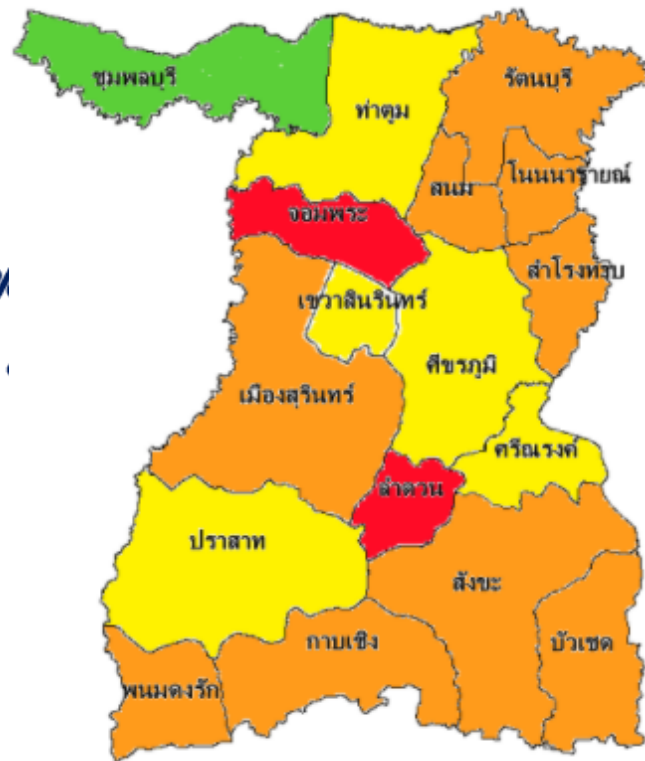 ชุมพลบุรี
รัตนบุรี
ท่าตูม
สนม
โนนนารายณ์
จอมพระ
สำโรงทาบ
เขวาสินรินทร์
ศีขรภูมิ
เมืองสุรินทร์
ศรีณรงค์
ลำดวน
ปราสาท
สังขะ
กาบเชิง
บัวเชด
พนมดงรัก